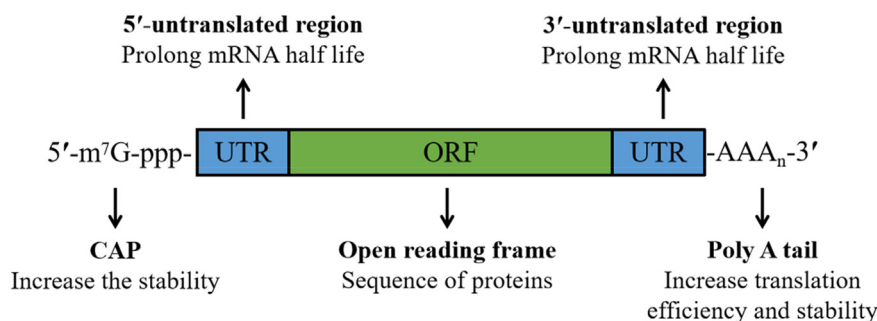 5′-untranslated region
Prolong mRNA half life
3′-untranslated region
Prolong mRNA half life
5′-m⁷G-ppp- UTR ORF UTR -AAAₙ-3′
CAP
Increase the stability
Open reading frame
Sequence of proteins
Poly A tail
Increase translation
efficiency and stability